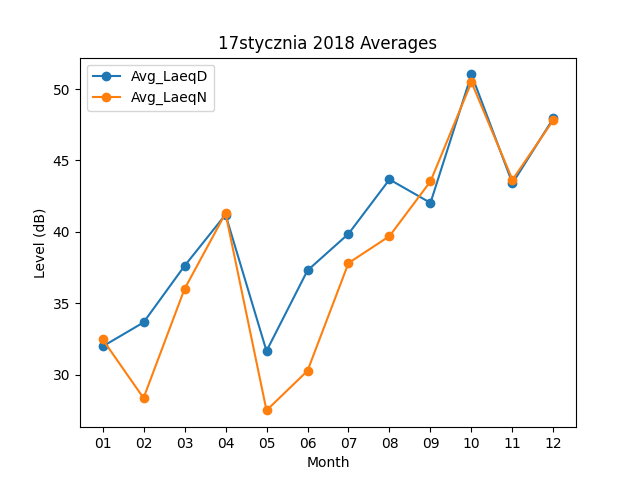 17stycznia 2018 Averages
Avg_LaeqD
Avg_LaeqN
Level (dB)
50
45
40
35
30
01 02 03 04 05 06 07 08 09 10 11 12
Month